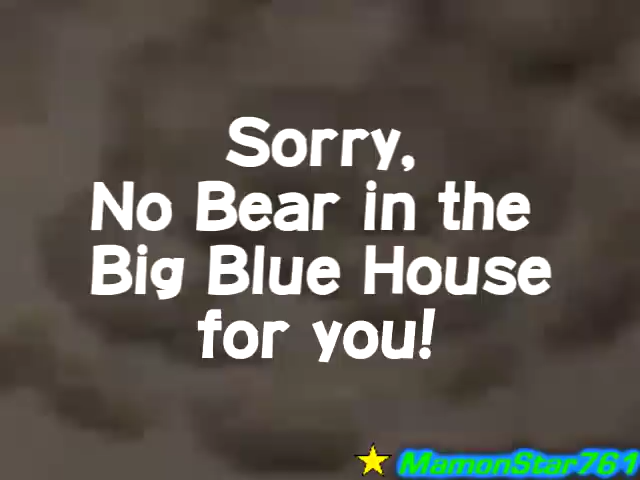 Sorry,
No Bear in the
Big Blue House
for you!
MamonStar761